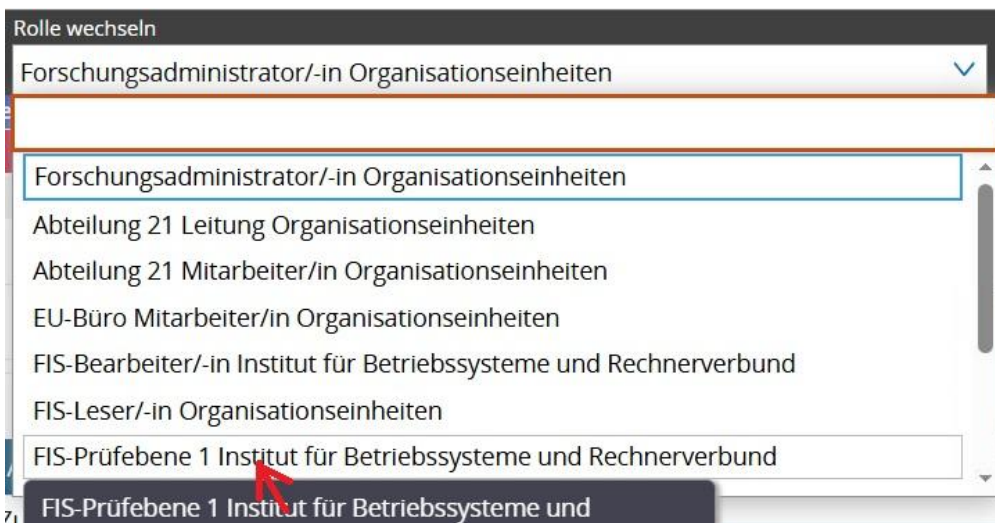 Rolle wechseln
Forschungsadministrator/-in Organisationseinheiten
Forschungsadministrator/-in Organisationseinheiten
Abteilung 21 Leitung Organisationseinheiten
Abteilung 21 Mitarbeiter/in Organisationseinheiten
EU-Büro Mitarbeiter/in Organisationseinheiten
FIS-Bearbeiter/-in Institut für Betriebssysteme und Rechnerverbund
FIS-Leser/-in Organisationseinheiten
FIS-Prüfebene 1 Institut für Betriebssysteme und Rechnerverbund
FIS-Prüfebene 1 Institut für Betriebssysteme und